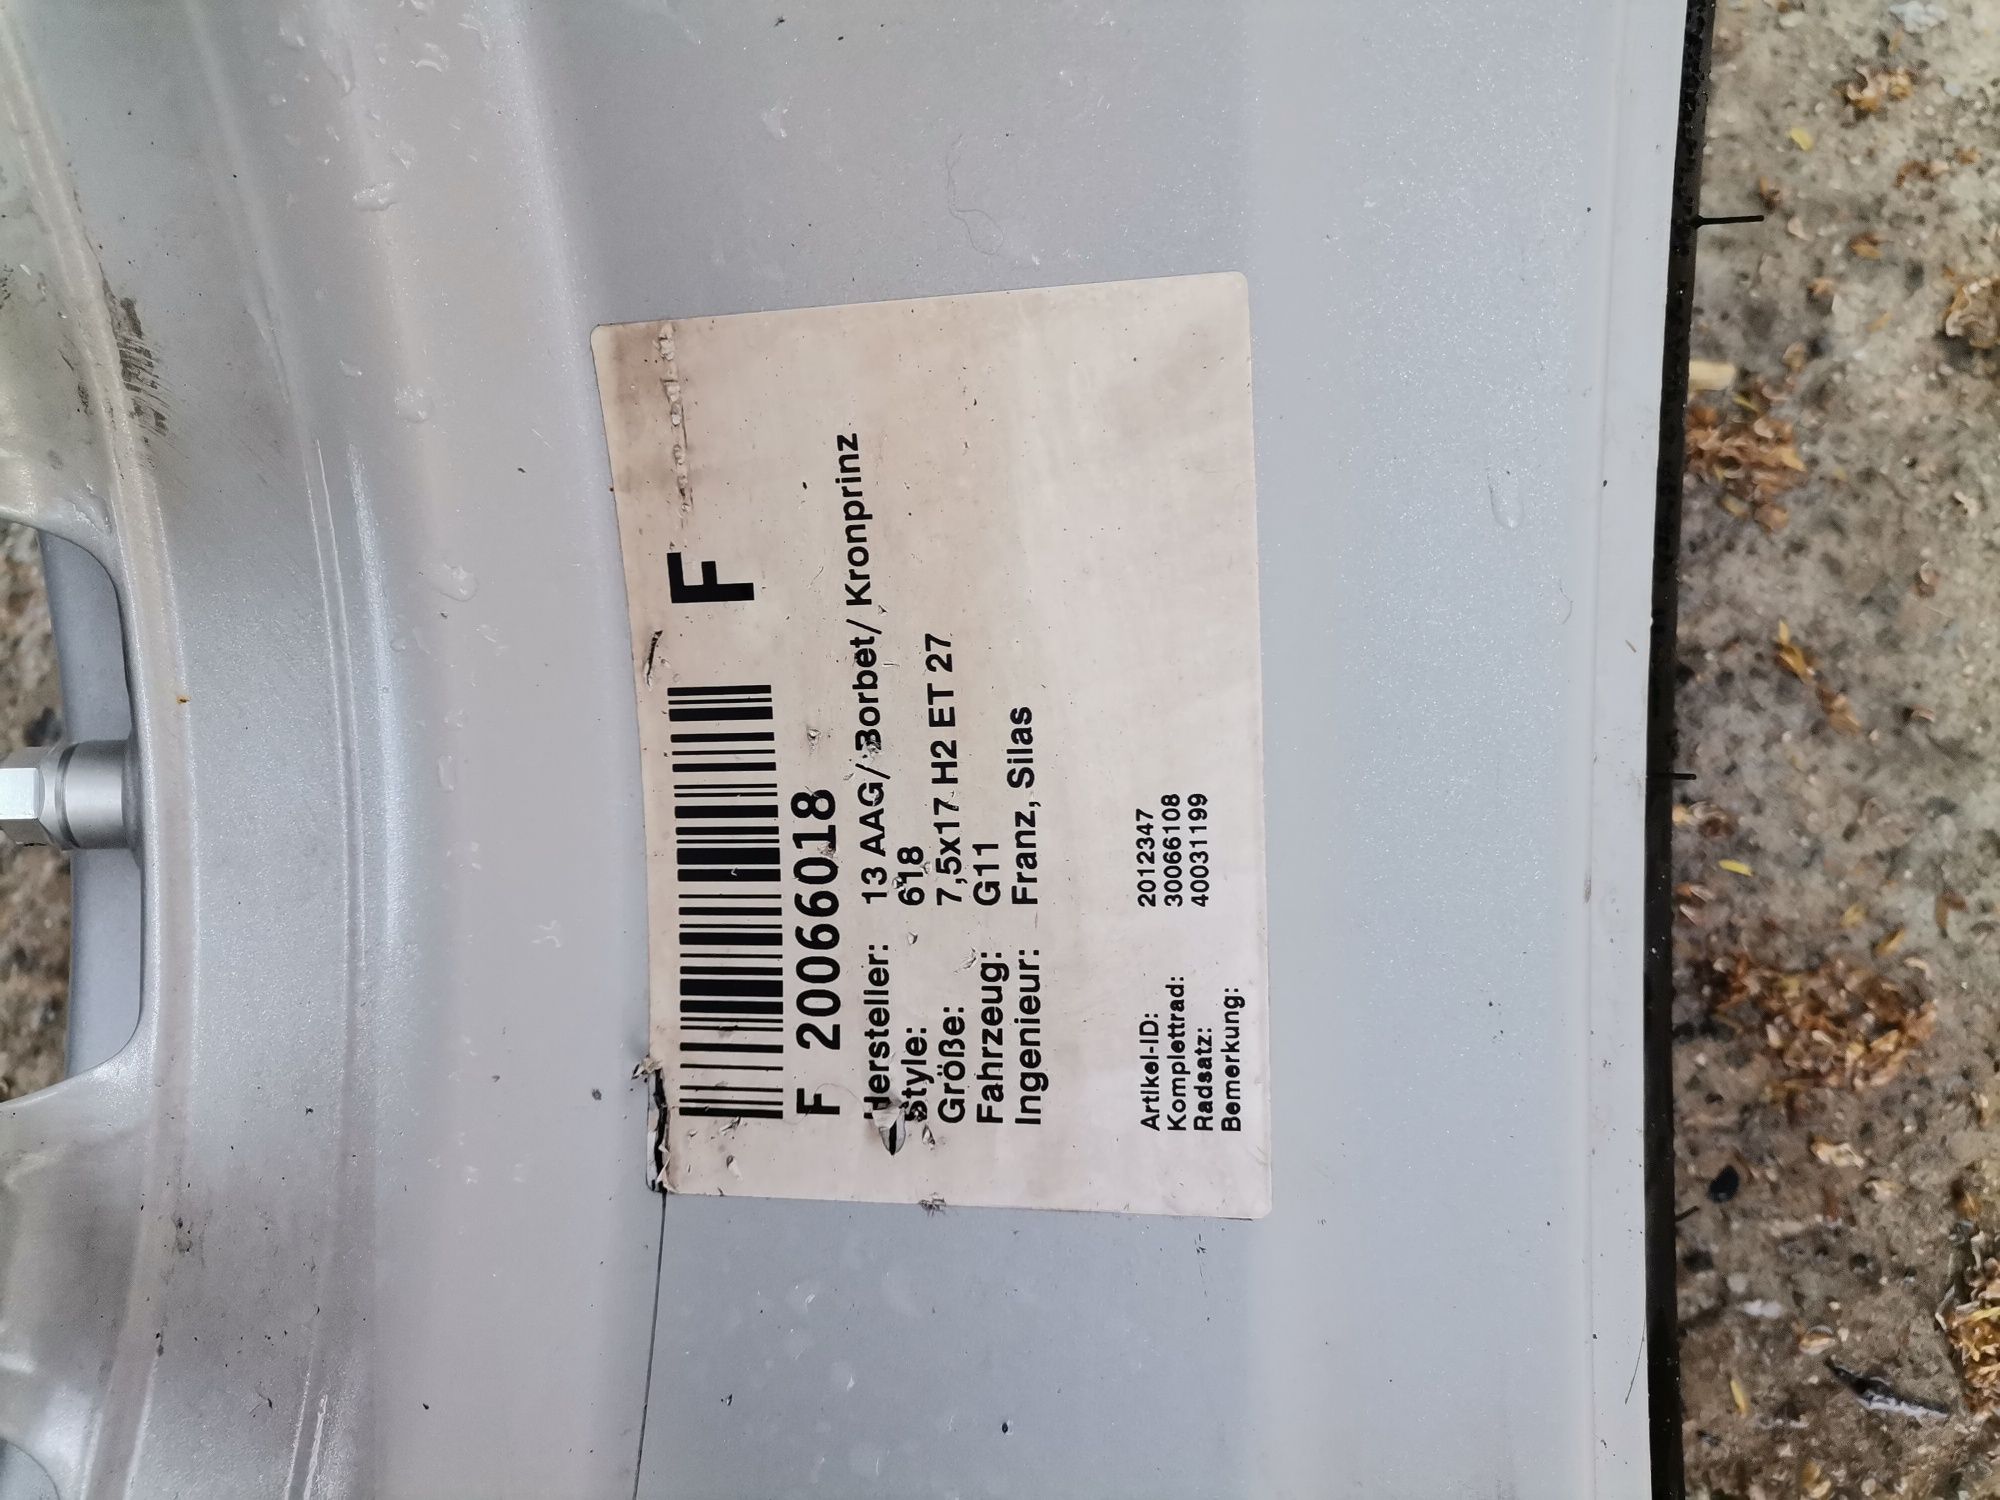 F
F 20066018
Hersteller: 13 AAG/ Borbet/ Kronprinz
Style: 618
Größe: 7,5x17 H2 ET 27
Fahrzeug: G11
Ingenieur: Franz, Silas
Artikel-ID: 2012347
Komplettrad: 30066108
Radsatz: 40031199
Bemerkung: